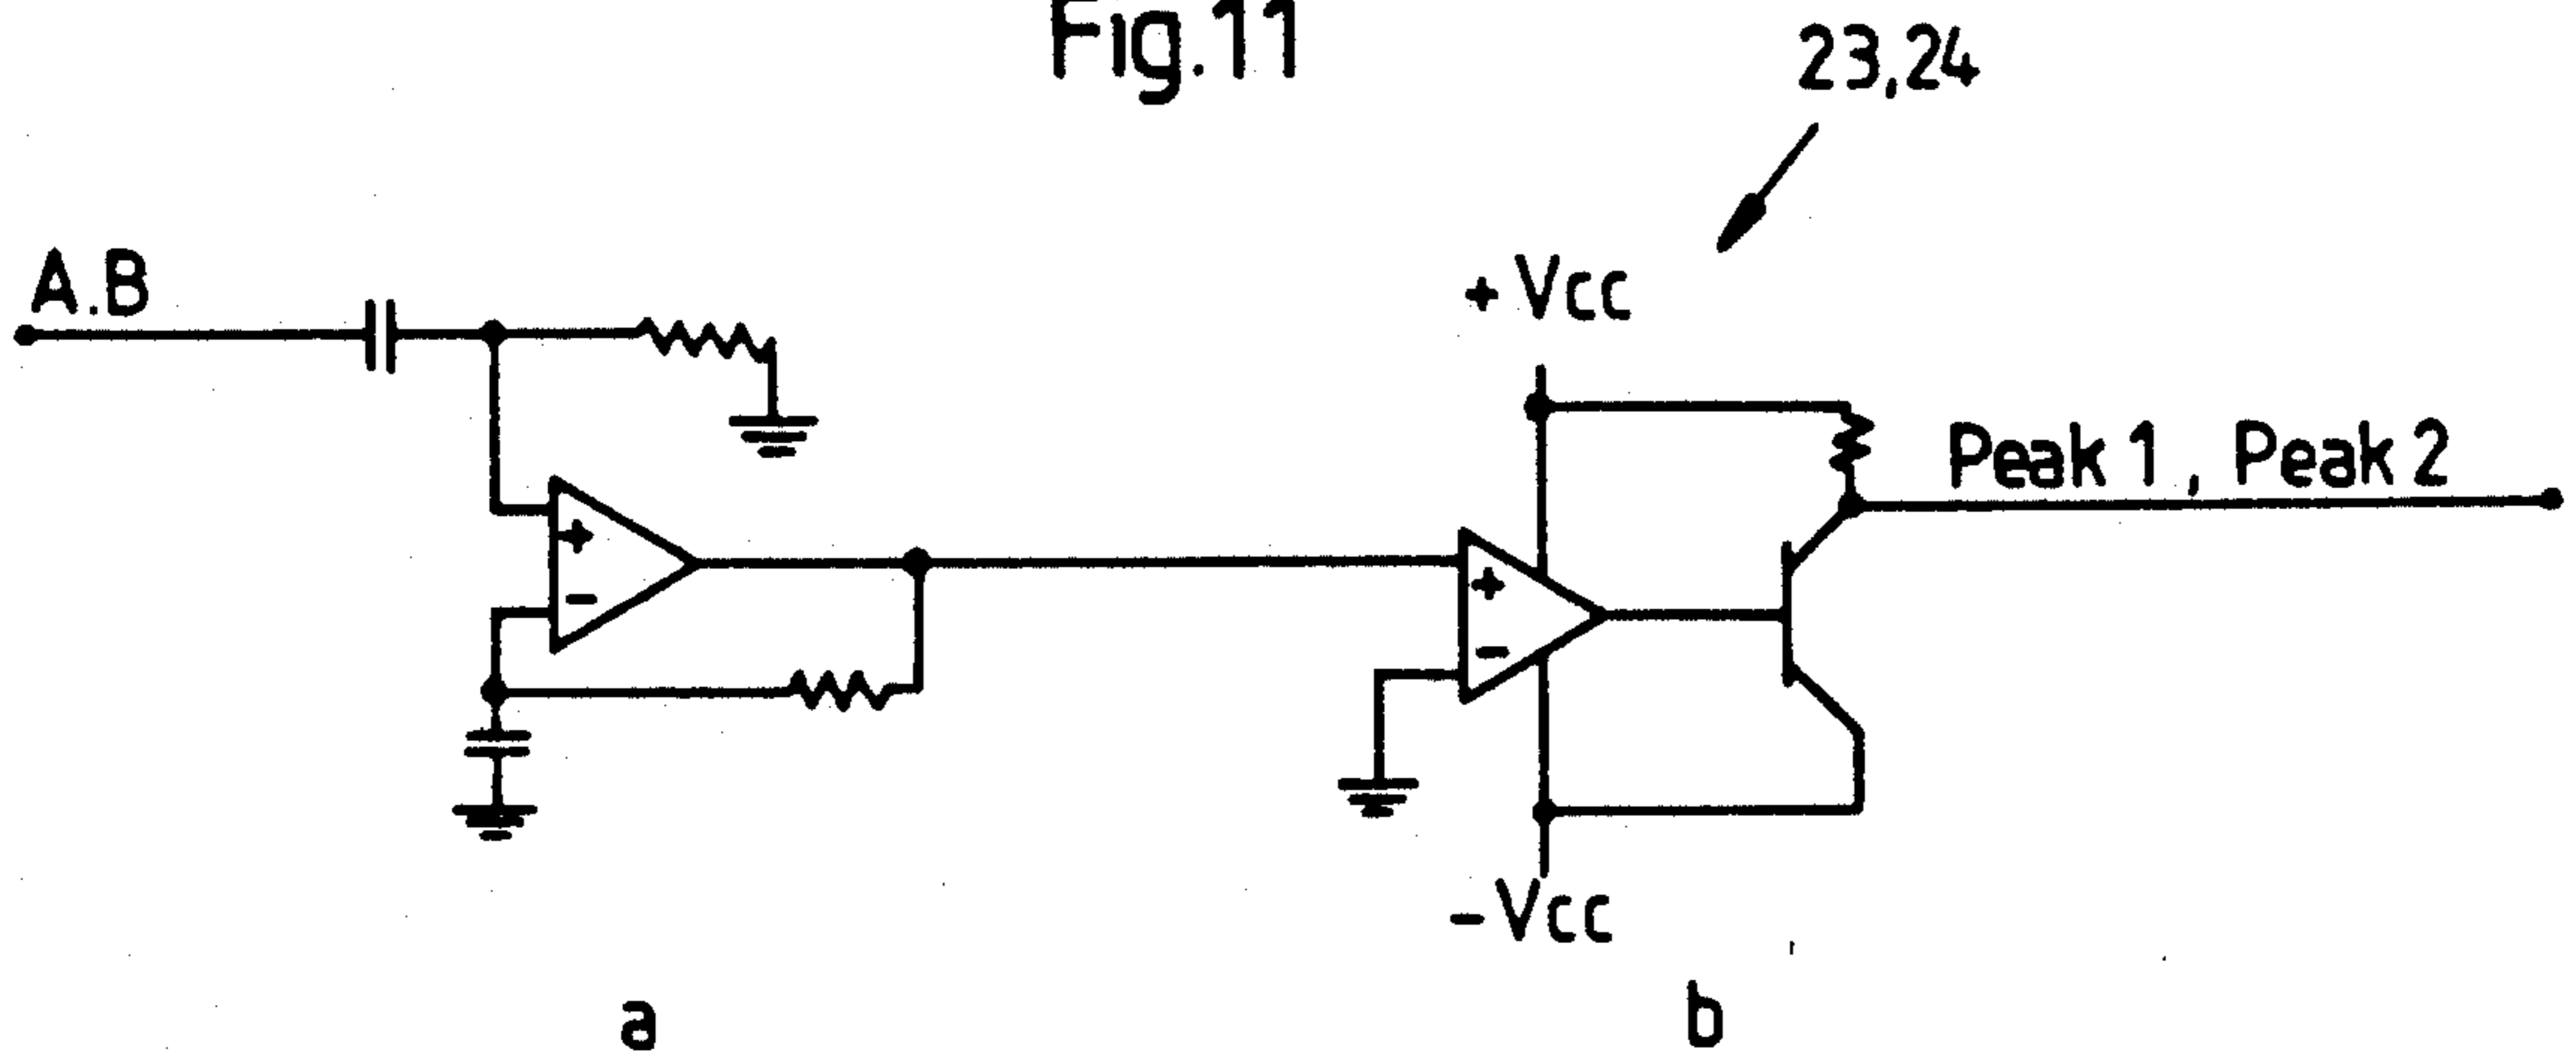 Fig.11
23,24
A.B
+Vcc
Peak 1, Peak 2
+
-
+
-
-Vcc
a
b